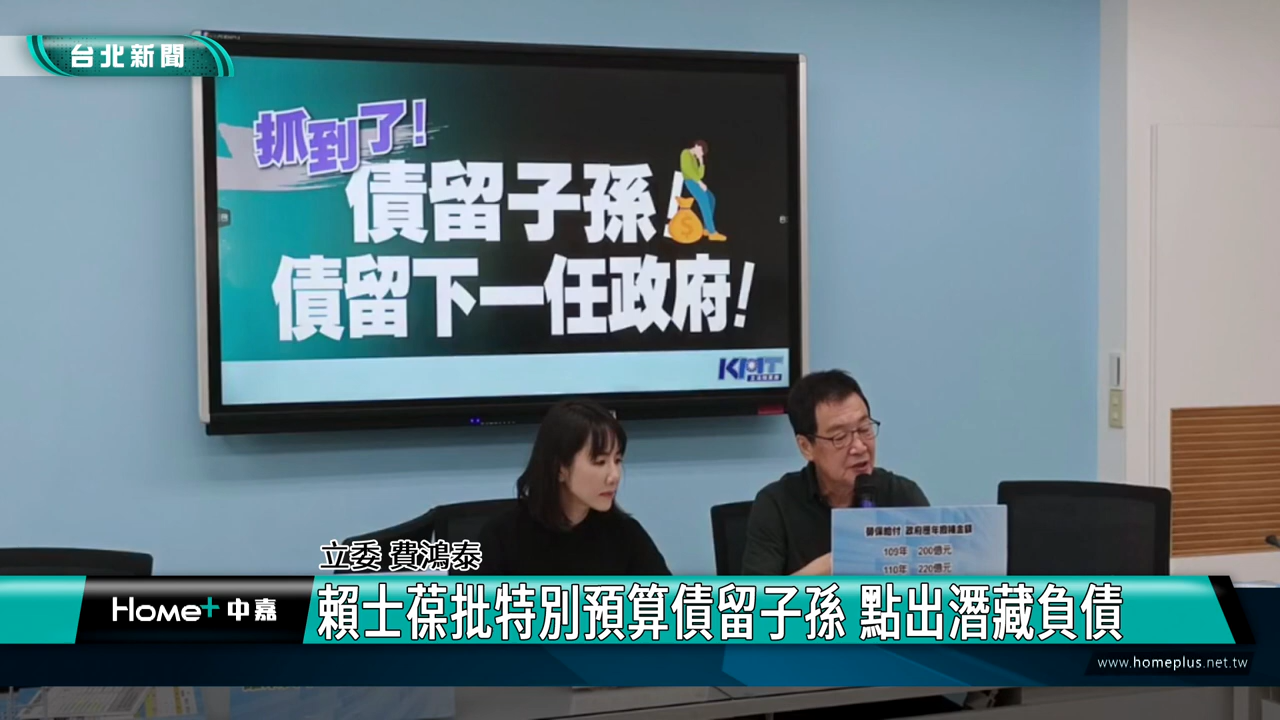 台北新聞
抓到了!
債留子孫!
債留下一任政府!
KMT
勞保給付 政府歷年撥補金額
109年 200億元
110年 220億元
立委 費鴻泰
Home+中嘉
賴士葆批特別預算債留子孫 點出潛藏負債
www.homeplus.net.tw